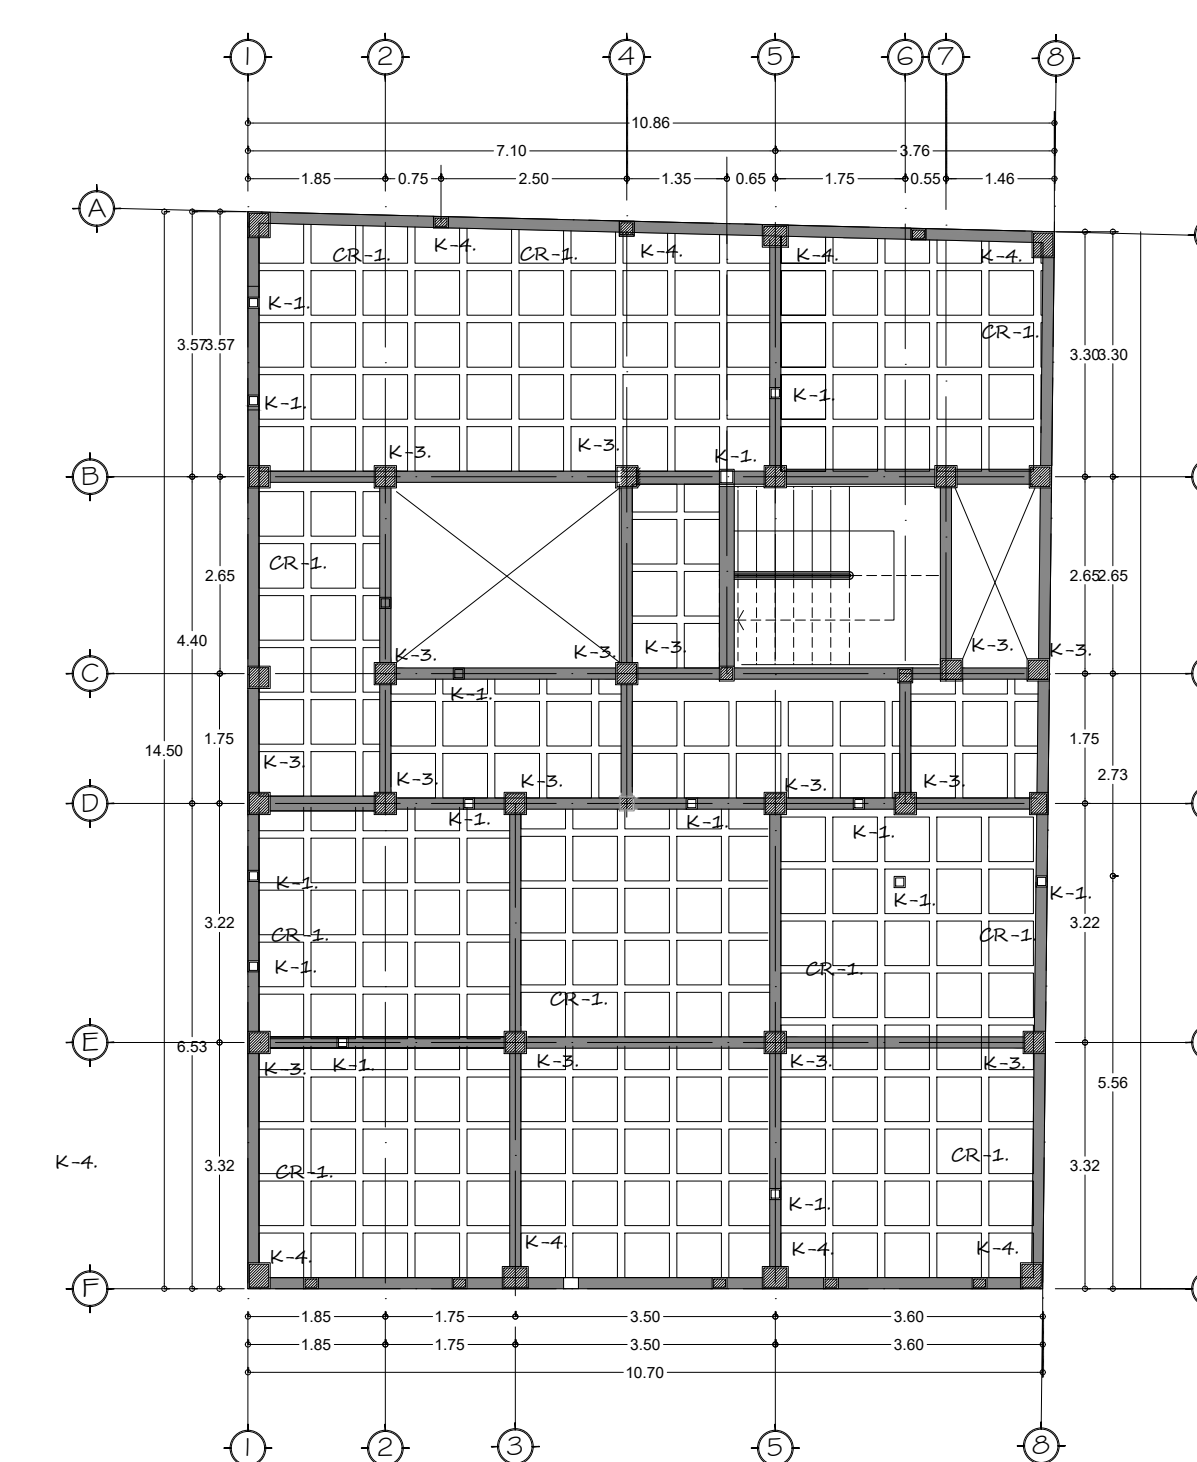 1 2 4 5 6 7 8
10.86
7.10 3.76
1.85 0.75 2.50 1.35 0.65 1.75 0.55 1.46
A
K-4. K-4. K-4. K-4.
CR-1. CR-1.
K-1.
CR-1.
3.57 3.57 3.30 3.30
K-1. K-1.
K-3. K-3. K-1.
B
CR-1.
2.65 2.65 2.65
4.40
K-3. K-3. K-3. K-3. K-3.
C
K-1.
14.50 1.75 1.75
K-3. K-3. K-3. K-3. K-3.
2.73
D
K-1. K-1. K-1.
K-1. K-1. K-1.
3.22 3.22
CR-1. CR-1.
K-1. CR-1.
CR-1.
E
6.53
K-3. K-1. K-3. K-3. K-3.
5.56
K-4.
3.32 CR-1. CR-1. 3.32
K-1.
K-4. K-4. K-4. K-4.
F
1.85 1.75 3.50 3.60
1.85 1.75 3.50 3.60
10.70
1 2 3 5 8